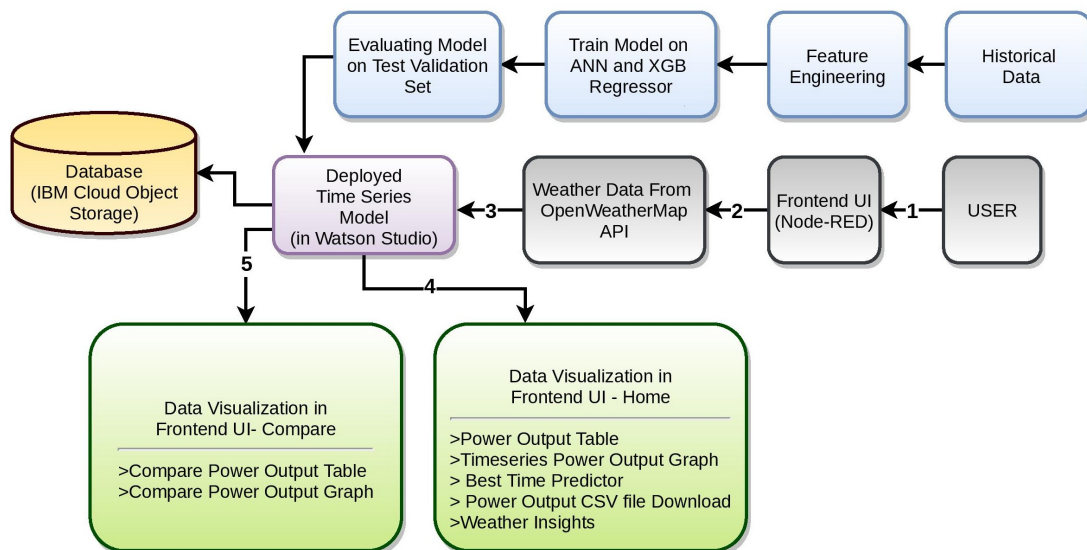 Evaluating Model
on Test Validation
Set
Train Model on
ANN and XGB
Regressor
Feature
Engineering
Historical
Data
Database
(IBM Cloud Object
Storage)
Deployed
Time Series
Model
(in Watson Studio)
3
Weather Data From
OpenWeatherMap
API
2
Frontend UI
(Node-RED)
1
USER
5
4
Data Visualization in
Frontend UI- Compare
>Compare Power Output Table
>Compare Power Output Graph
Data Visualization in
Frontend UI - Home
>Power Output Table
>Timeseries Power Output Graph
> Best Time Predictor
> Power Output CSV file Download
>Weather Insights